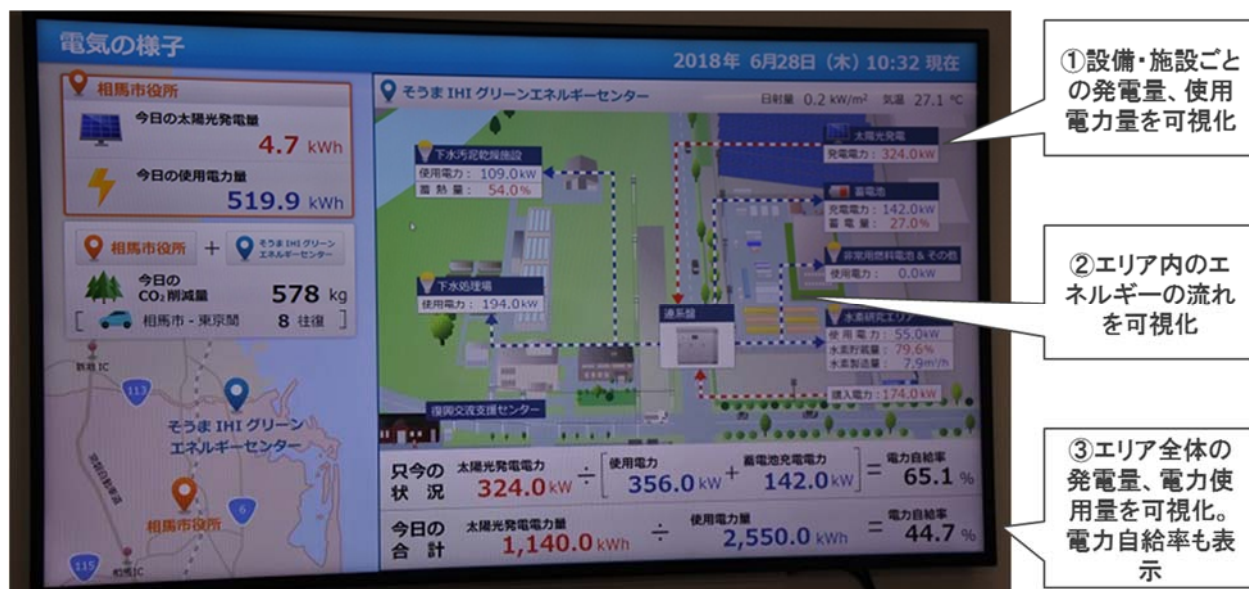 電気の様子
2018年 6月28日（木）10:32 現在
相馬市役所
今日の太陽光発電量
4.7 kWh
今日の使用電力量
519.9 kWh
相馬市役所 + そうま IHI グリーン
エネルギーセンター
今日の
CO₂削減量 578 kg
[ 相馬市 - 東京間 8 往復 ]
新地 IC
113
そうま IHI グリーン
エネルギーセンター
6
相馬市役所
115
相馬IC
そうま IHI グリーンエネルギーセンター
日射量 0.2 kW/m² 気温 27.1 ℃
下水汚泥乾燥施設
使用電力： 109.0kW
蓄 熱 量： 54.0%
太陽光発電
発電電力：324.0kW
蓄電池
充電電力：142.0kW
蓄 電 量： 27.0%
非常用燃料電池 & その他
使用電力： 0.0kW
下水処理場
使用電力：194.0kW
連系盤
水素研究エリア
使 用 電 力： 55.0kW
水素貯蔵量： 79.6%
水素製造量： 7.9m³/h
購入電力：174.0kW
復興交流支援センター
只今の
状 況
太陽光発電電力
324.0 kW
÷
[
使用電力
356.0 kW
+
蓄電池充電電力
142.0 kW
]
=
電力自給率
65.1 %
今日の
合 計
太陽光発電電力量
1,140.0 kWh
÷
使用電力量
2,550.0 kWh
=
電力自給率
44.7 %
①設備・施設ごと
の発電量、使用
電力量を可視化
②エリア内のエ
ネルギーの流れ
を可視化
③エリア全体の
発電量、電力使
用量を可視化。
電力自給率も表
示